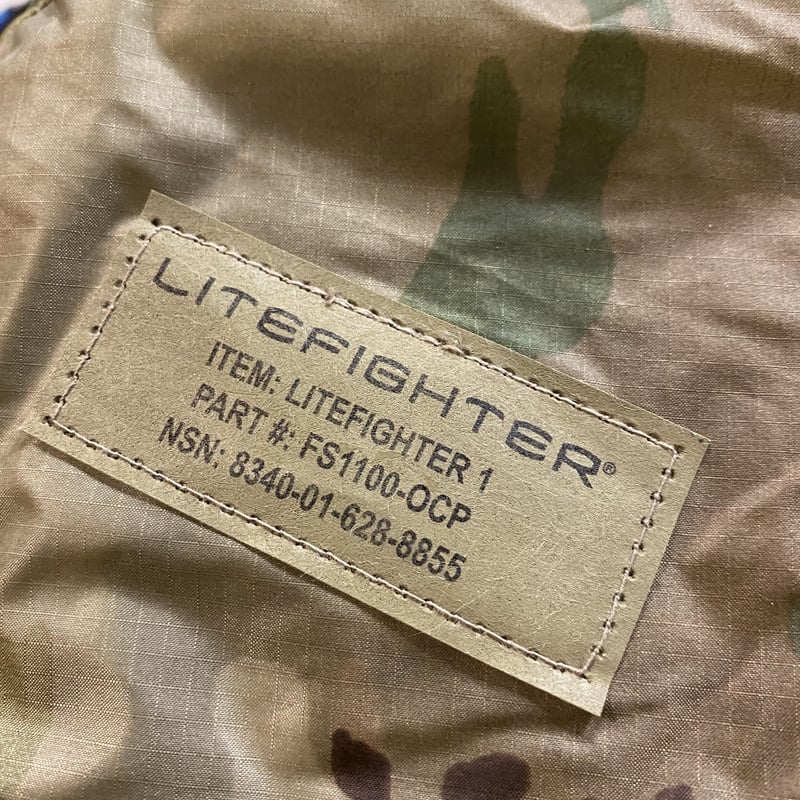 LITEFIGHTER®
ITEM: LITEFIGHTER 1
PART #: FS1100-OCP
NSN: 8340-01-628-8855